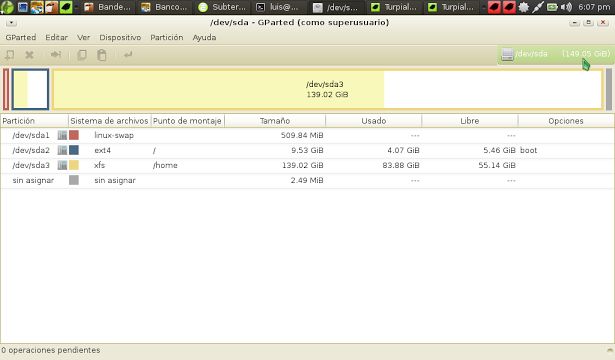 Bande...
Banco...
Subter...
luis@...
/dev/s...
Turpial...
Turpial...
6:07 pm
/dev/sda - GParted (como superusuario)
GParted Editar Ver Dispositivo Partición Ayuda
/dev/sda (149.05 GiB)
/dev/sda3
139.02 GiB
Partición Sistema de archivos Punto de montaje Tamaño Usado Libre Opciones
/dev/sda1 linux-swap 509.84 MiB --- ---
/dev/sda2 ext4 / 9.53 GiB 4.07 GiB 5.46 GiB boot
/dev/sda3 xfs /home 139.02 GiB 83.88 GiB 55.14 GiB
sin asignar sin asignar 2.49 MiB --- ---
0 operaciones pendientes